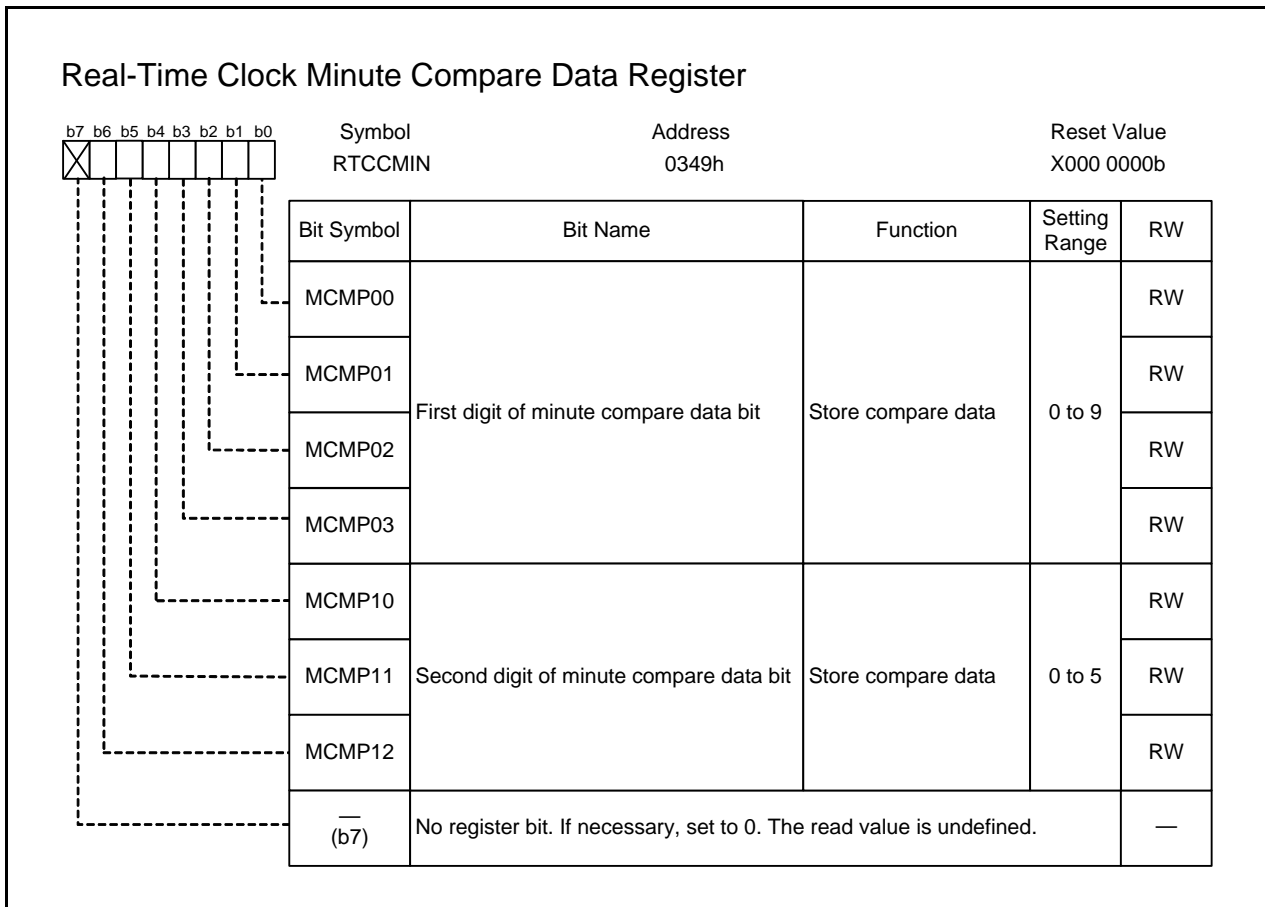 Real-Time Clock Minute Compare Data Register
b7 b6 b5 b4 b3 b2 b1 b0
Symbol Address Reset Value
RTCCMIN 0349h X000 0000b
Bit Symbol Bit Name Function Setting Range RW
MCMP00 RW
MCMP01 RW
First digit of minute compare data bit Store compare data 0 to 9
MCMP02 RW
MCMP03 RW
MCMP10 RW
MCMP11 Second digit of minute compare data bit Store compare data 0 to 5 RW
MCMP12 RW
—
(b7) No register bit. If necessary, set to 0. The read value is undefined. —